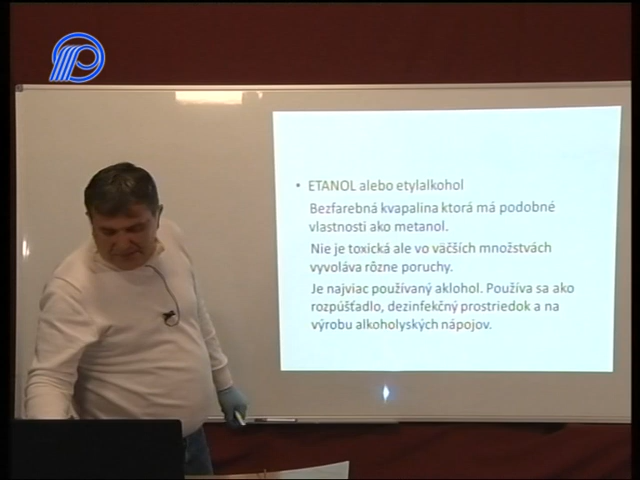 P
• ETANOL alebo etylalkohol
Bezfarebná kvapalina ktorá má podobné
vlastnosti ako metanol.
Nie je toxická ale vo väčších množstvách
vyvoláva rôzne poruchy.
Je najviac používaný aklohol. Používa sa ako
rozpúšťadlo, dezinfekčný prostriedok a na
výrobu alkoholyských nápojov.